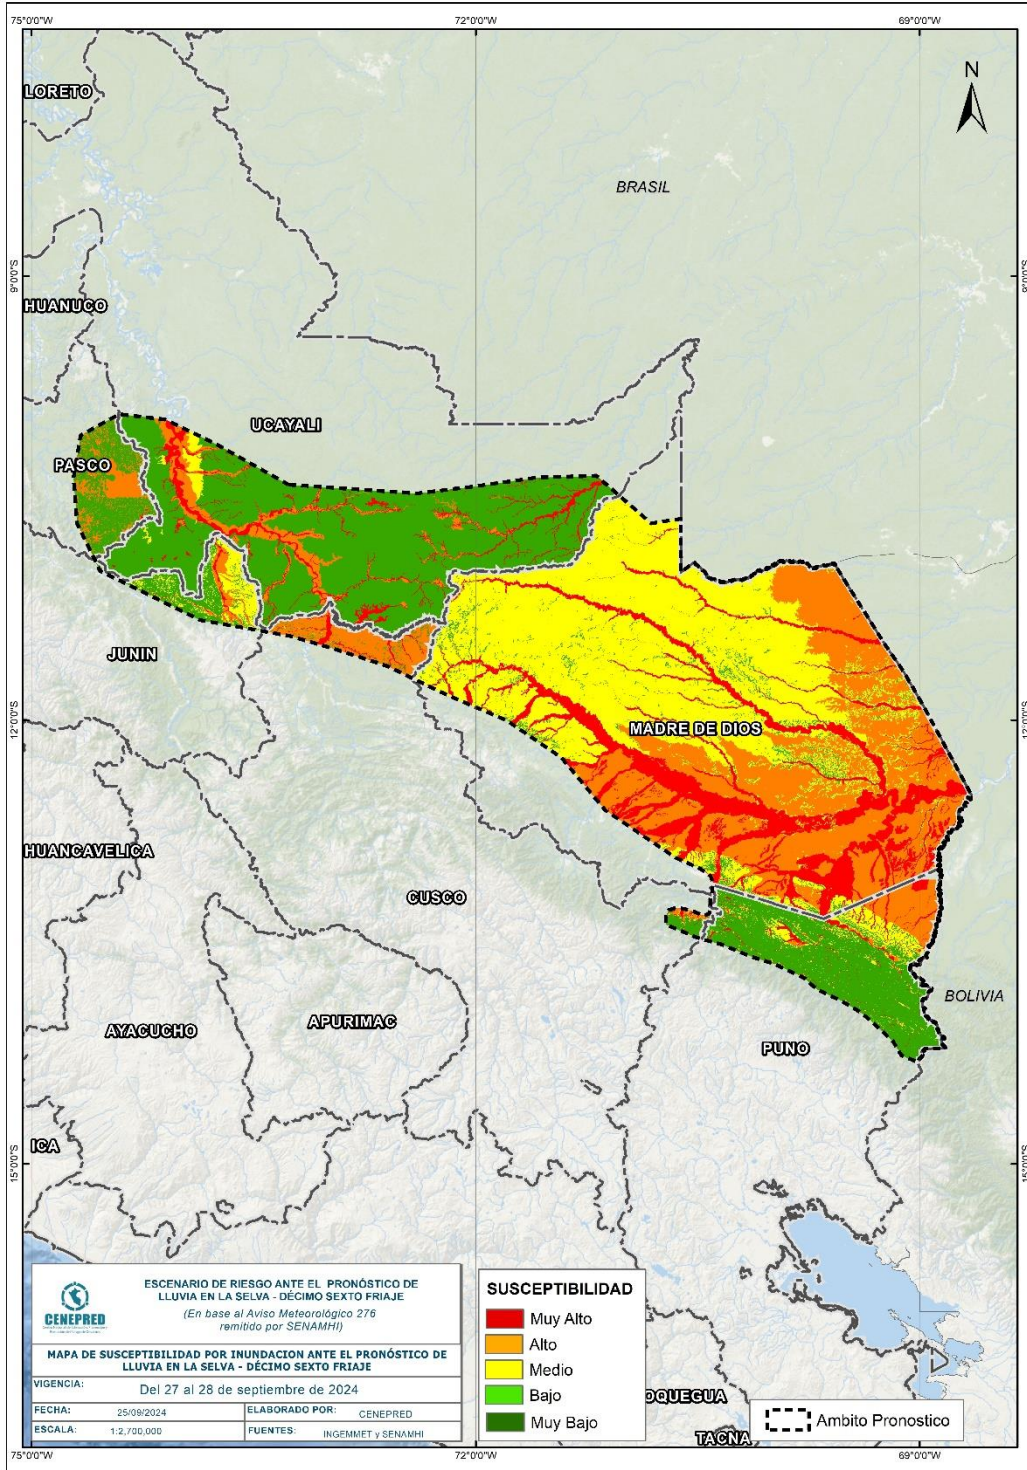 75°0'0"W
72°0'0"W
69°0'0"W
N
LORETO
BRASIL
9°0'0"S
9°0'0"S
HUANUCO
UCAYALI
PASCO
JUNIN
MADRE DE DIOS
12°0'0"S
12°0'0"S
HUANCAVELICA
CUSCO
BOLIVIA
AYACUCHO
APURIMAC
PUNO
ICA
15°0'0"S
15°0'0"S
CENEPRED
ESCENARIO DE RIESGO ANTE EL PRONÓSTICO DE
LLUVIA EN LA SELVA - DÉCIMO SEXTO FRIAJE
(En base al Aviso Meteorológico 276
remitido por SENAMHI)
MAPA DE SUSCEPTIBILIDAD POR INUNDACION ANTE EL PRONÓSTICO DE
LLUVIA EN LA SELVA - DÉCIMO SEXTO FRIAJE
VIGENCIA: Del 27 al 28 de septiembre de 2024
FECHA: 25/09/2024 ELABORADO POR: CENEPRED
ESCALA: 1:2,700,000 FUENTES: INGEMMET y SENAMHI
SUSCEPTIBILIDAD
Muy Alto
Alto
Medio
Bajo
Muy Bajo
OQUEGUA
TACNA
Ambito Pronostico
75°0'0"W
72°0'0"W
69°0'0"W